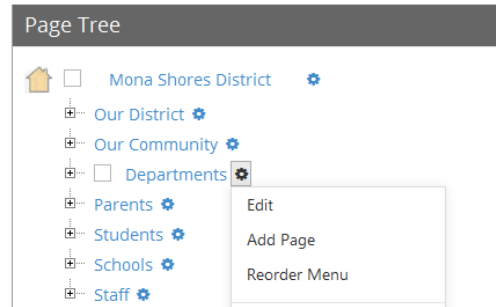 Page Tree
Mona Shores District
Our District
Our Community
Departments
Parents
Edit
Students
Add Page
Schools
Reorder Menu
Staff